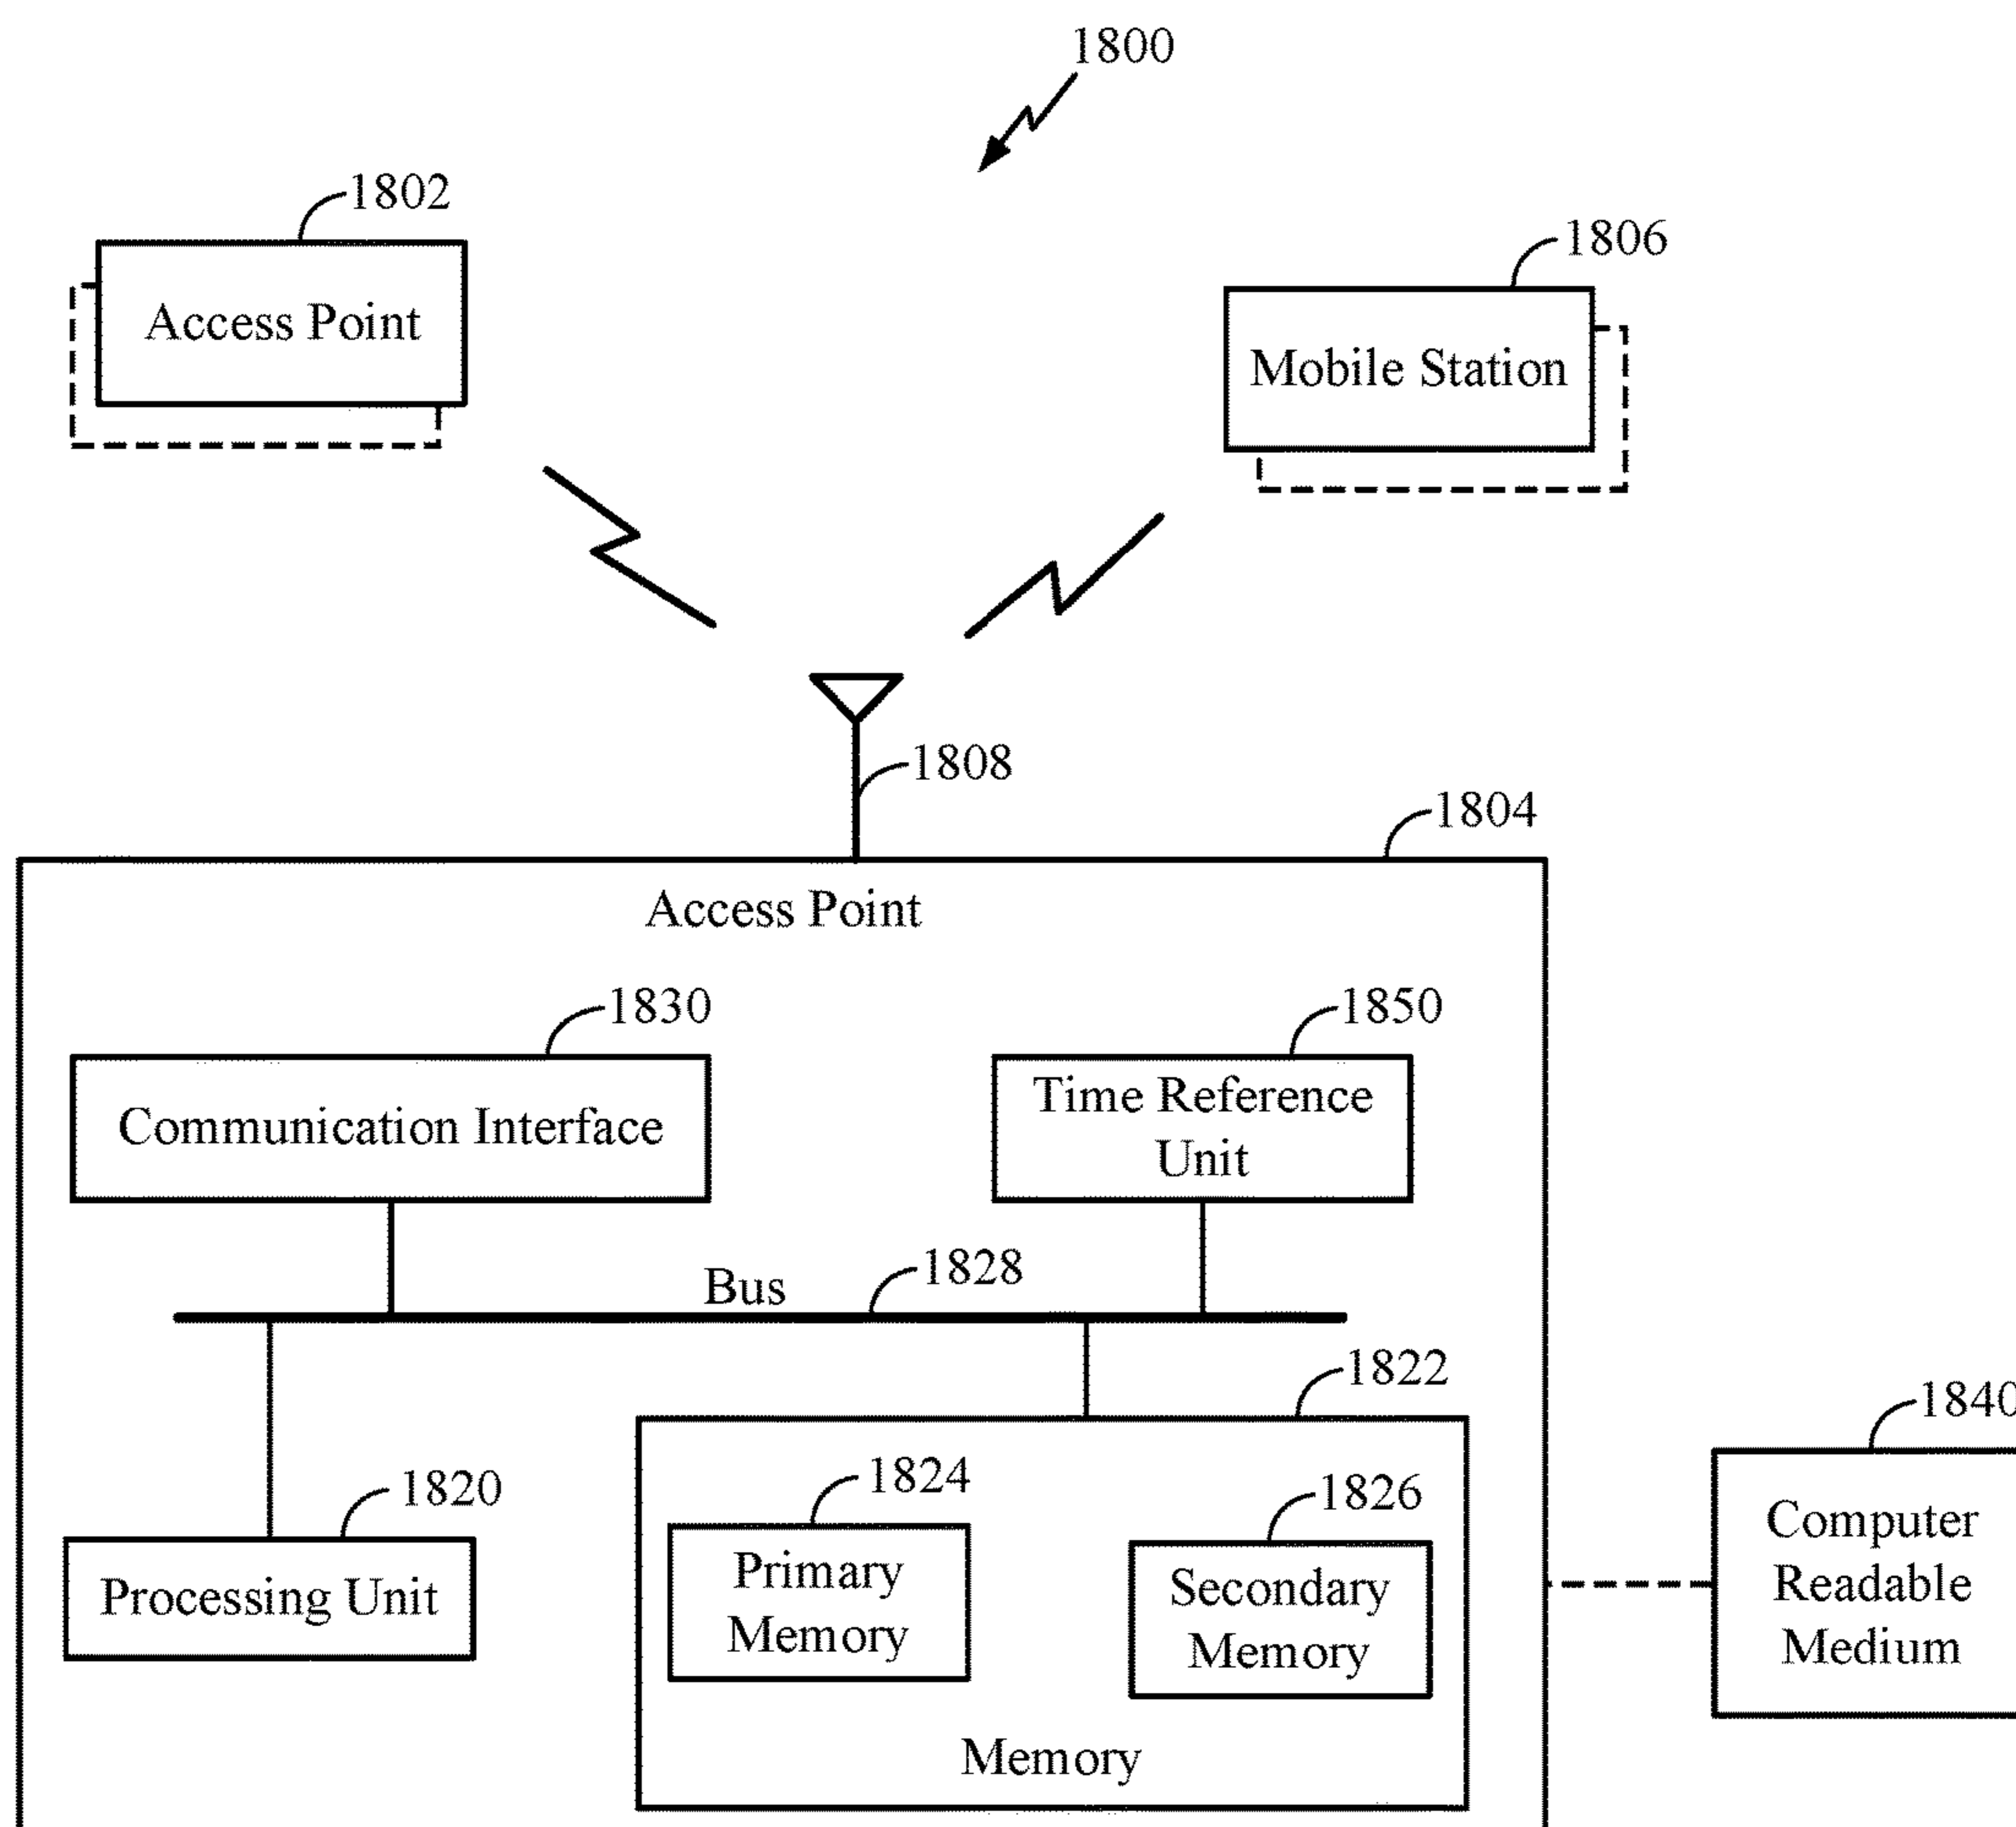 1800
1802
Access Point
1806
Mobile Station
1808
1804
Access Point
1830
Communication Interface
1850
Time Reference
Unit
Bus
1828
1822
1824
Primary
Memory
1826
Secondary
Memory
Memory
1820
Processing Unit
1840
Computer
Readable
Medium